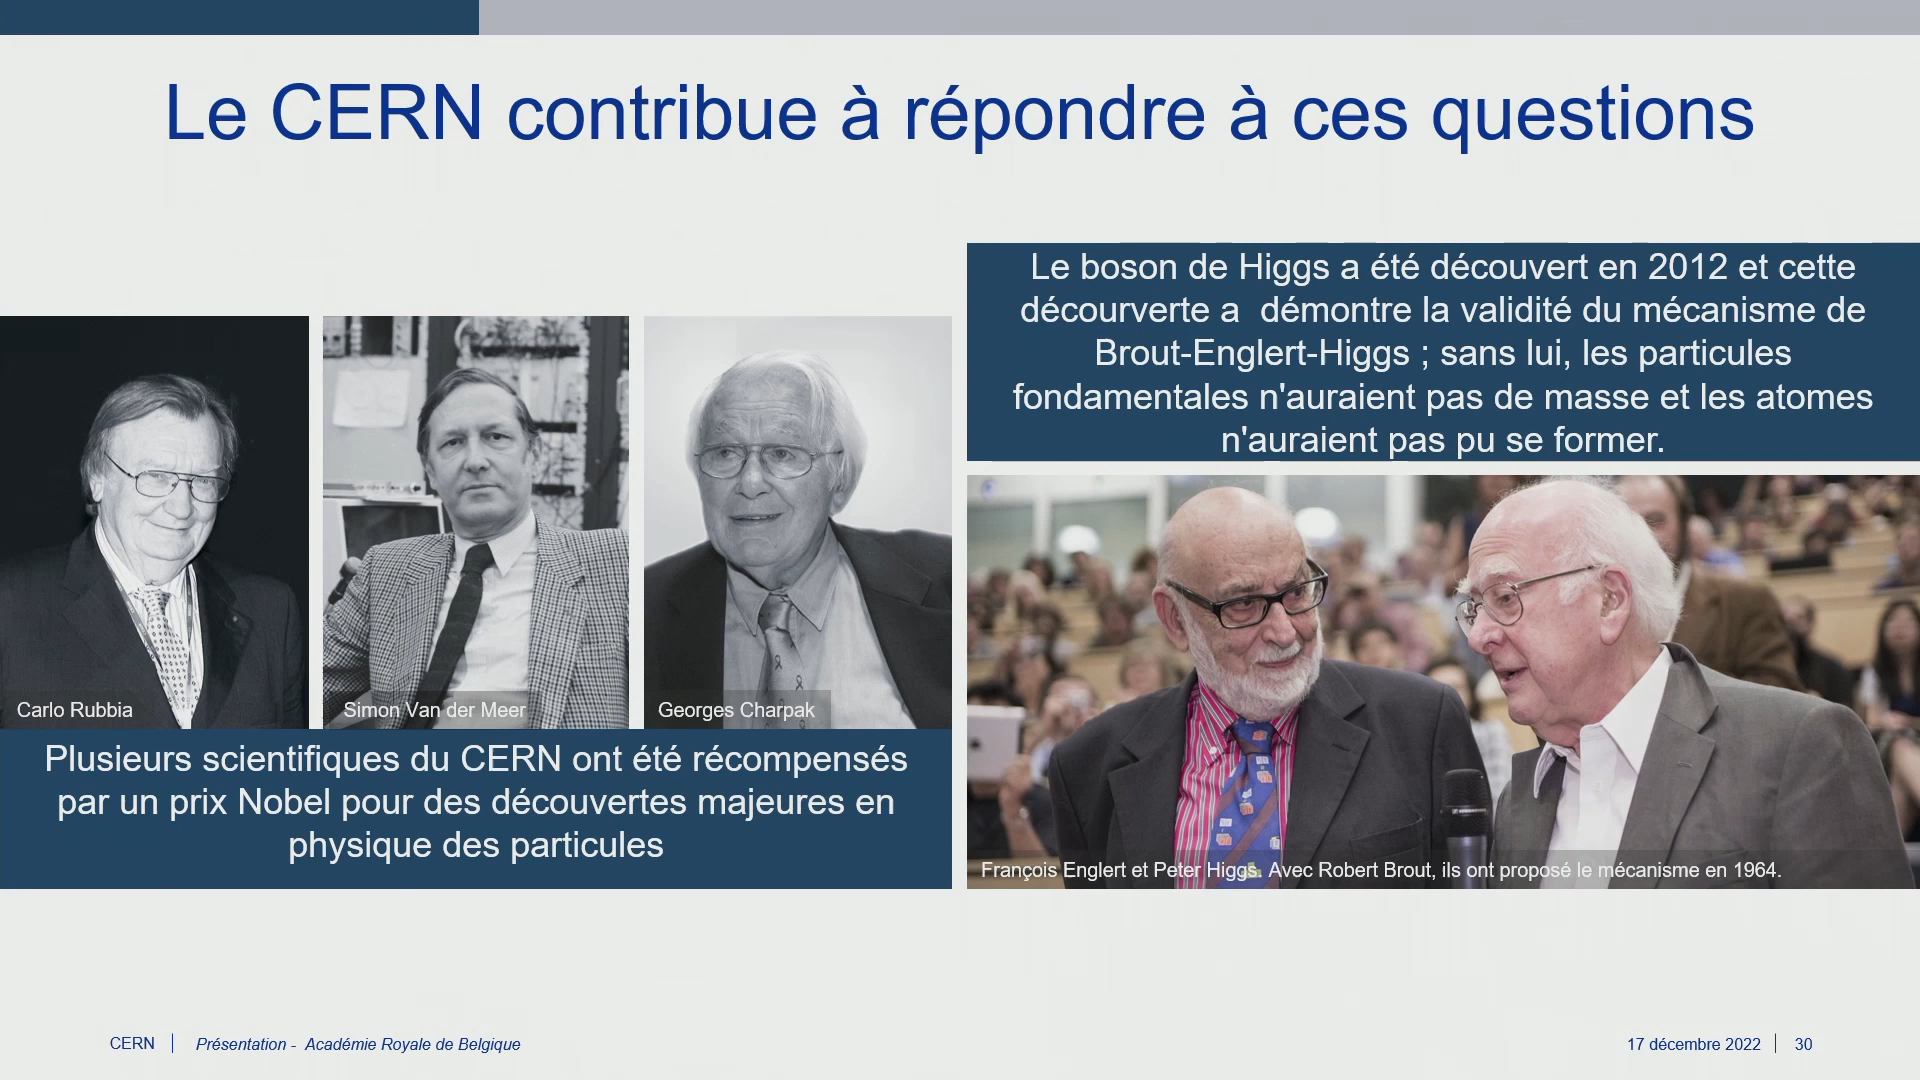 Le CERN contribue à répondre à ces questions
Carlo Rubbia
Simon Van der Meer
Georges Charpak
Plusieurs scientifiques du CERN ont été récompensés
par un prix Nobel pour des découvertes majeures en
physique des particules
Le boson de Higgs a été découvert en 2012 et cette
décourverte a  démontre la validité du mécanisme de
Brout-Englert-Higgs ; sans lui, les particules
fondamentales n'auraient pas de masse et les atomes
n'auraient pas pu se former.
François Englert et Peter Higgs. Avec Robert Brout, ils ont proposé le mécanisme en 1964.
CERN
Présentation -  Académie Royale de Belgique
17 décembre 2022
30